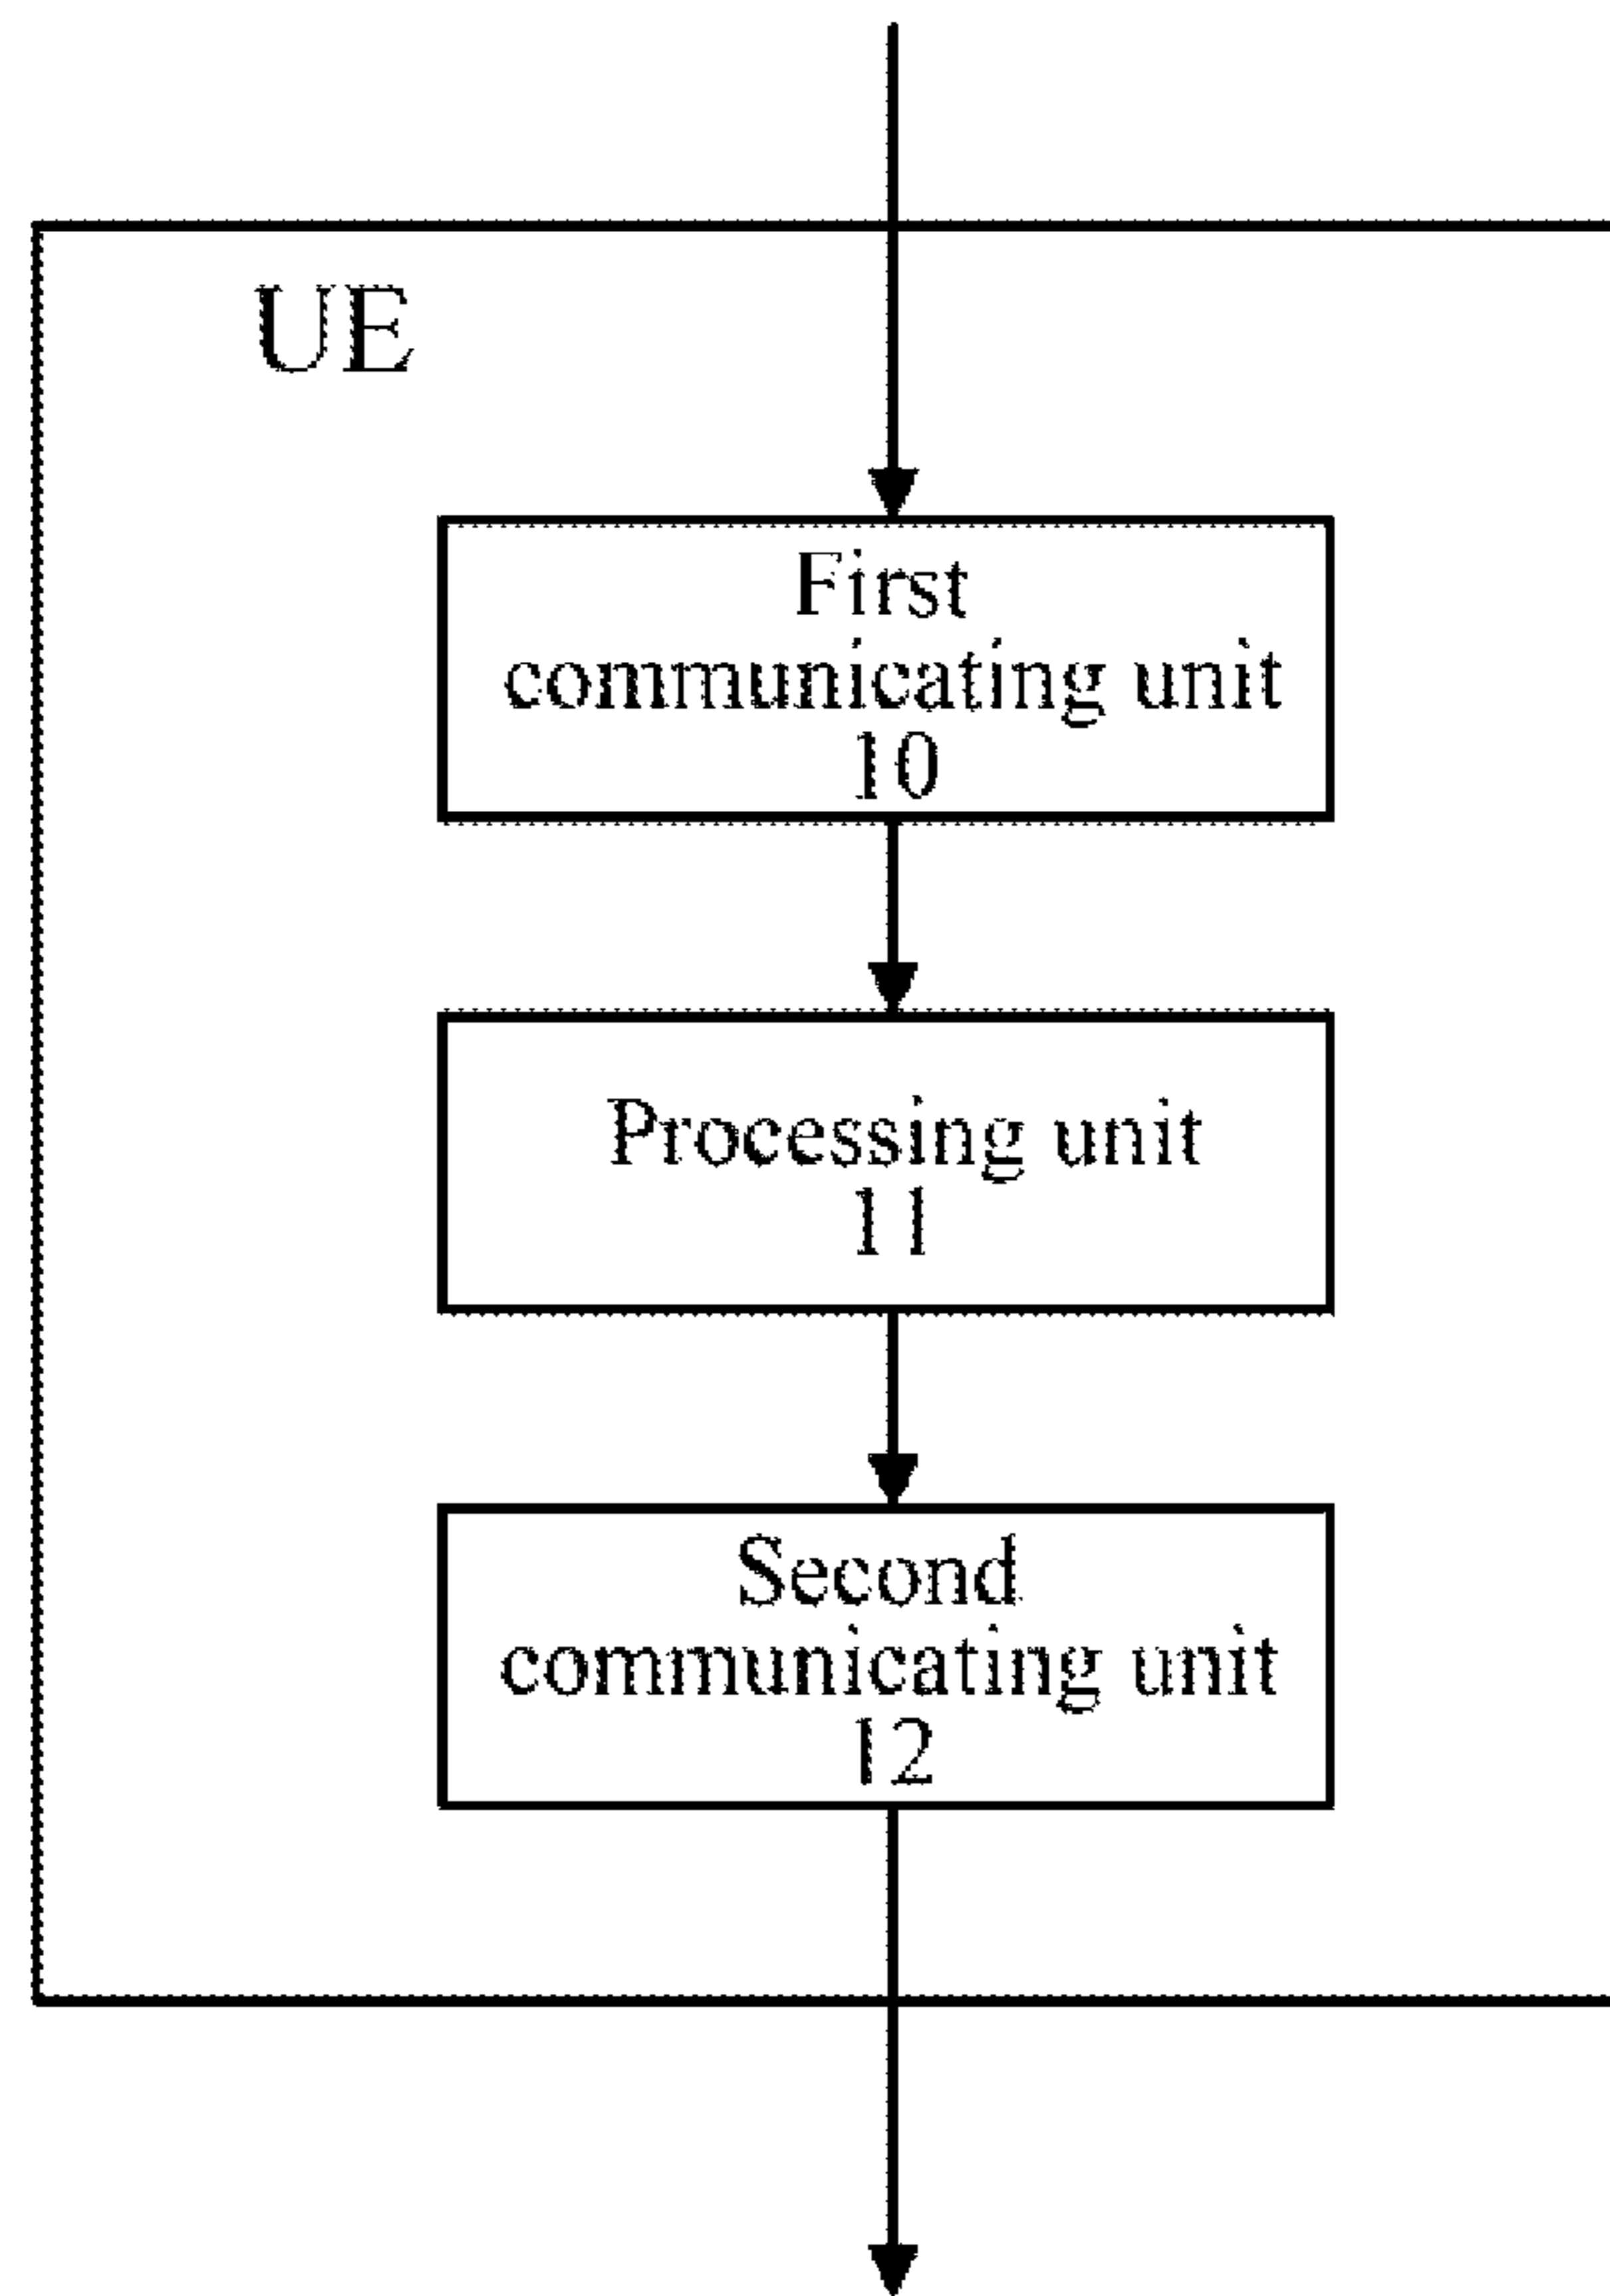 UE
First
communicating unit
10
Processing unit
11
Second
communicating unit
12